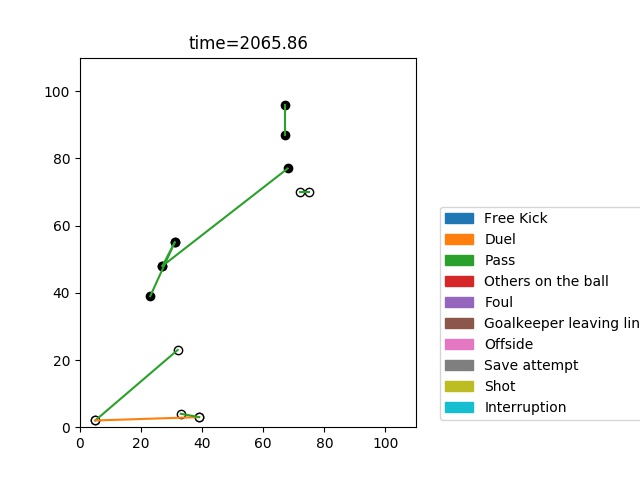 time=2065.86
100
80
60
40
20
0
0 20 40 60 80 100
Free Kick
Duel
Pass
Others on the ball
Foul
Goalkeeper leaving lin
Offside
Save attempt
Shot
Interruption